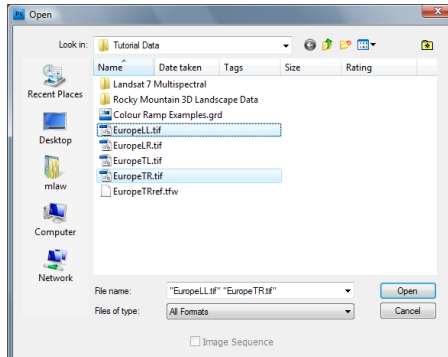 Ps Open
Look in: Tutorial Data
Name Date taken Tags Size Rating
Landsat 7 Multispectral
Rocky Mountain 3D Landscape Data
Colour Ramp Examples.grd
EuropeLL.tif
EuropeLR.tif
EuropeTL.tif
EuropeTR.tif
EuropeTRref.tfw
Recent Places
Desktop
mlaw
Computer
Network
File name: "EuropeLL.tif" "EuropeTR.tif" Open
Files of type: All Formats Cancel
Image Sequence